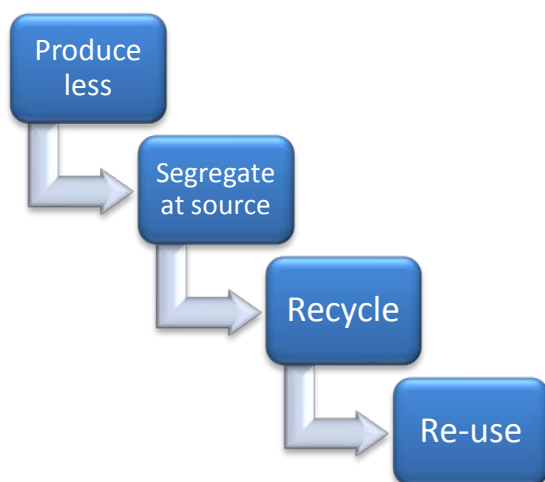 Produce
less
Segregate
at source
Recycle
Re-use